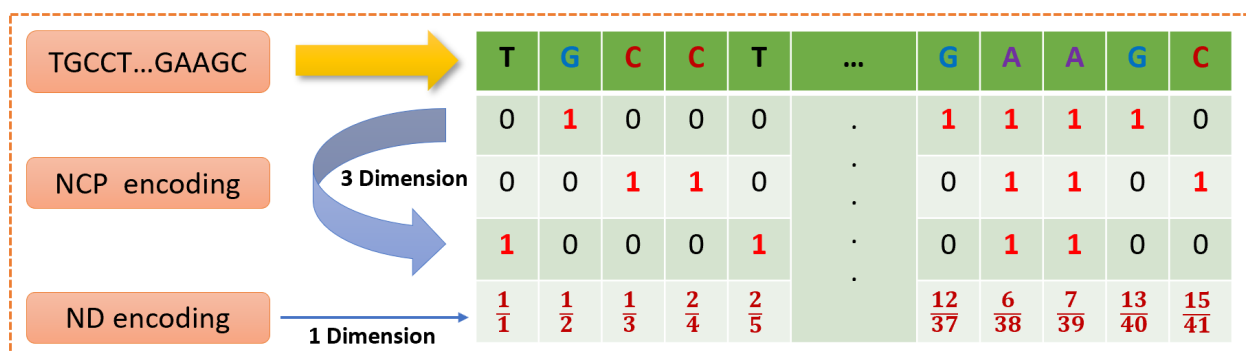 TGCCT...GAAGC
T G C C T ... G A A G C
0 1 0 0 0 . 1 1 1 1 0
NCP encoding
3 Dimension
0 0 1 1 0 . 0 1 1 0 1
1 0 0 0 1 . 0 1 1 0 0
ND encoding
1 Dimension
1/1 1/2 1/3 2/4 2/5 . 12/37 6/38 7/39 13/40 15/41